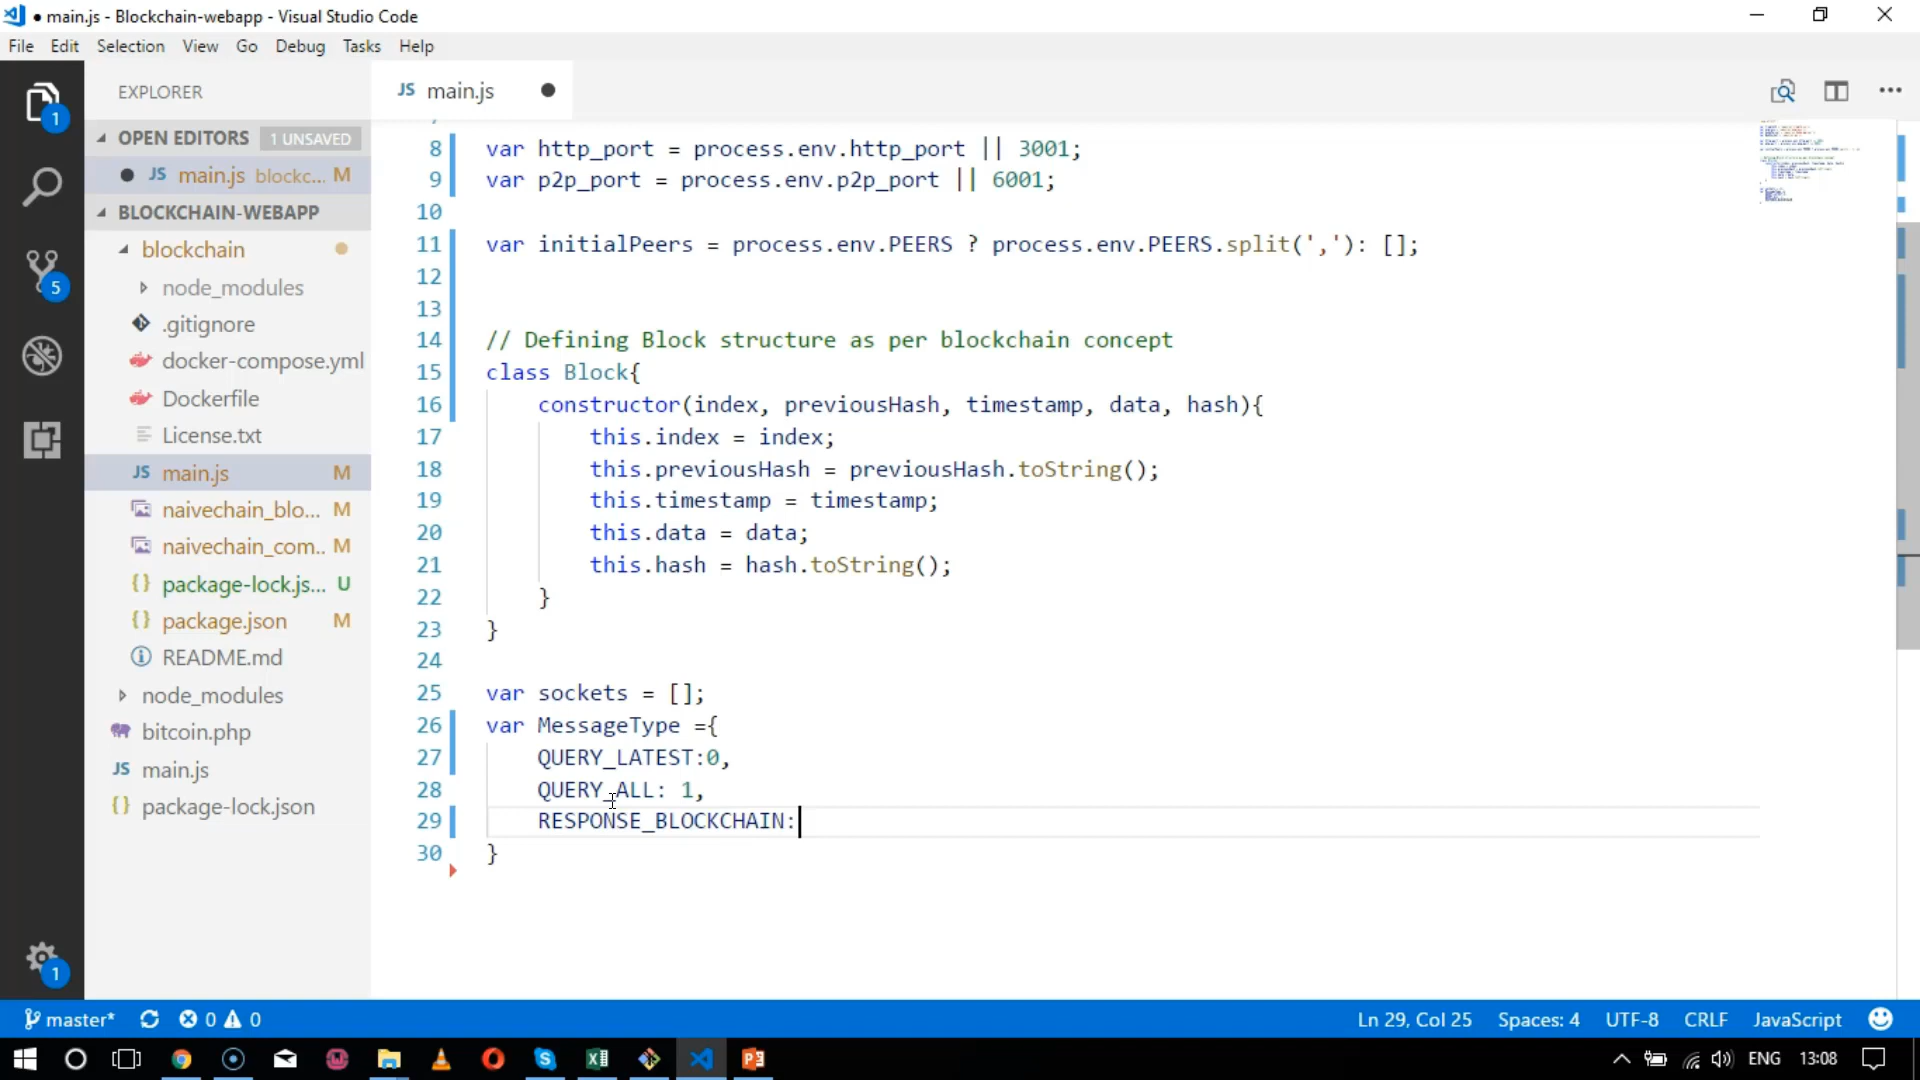 main.js - Blockchain-webapp - Visual Studio Code
File Edit Selection View Go Debug Tasks Help
EXPLORER
JS main.js
OPEN EDITORS 1 UNSAVED
JS main.js blockc... M
BLOCKCHAIN-WEBAPP
blockchain
node_modules
.gitignore
docker-compose.yml
Dockerfile
License.txt
JS main.js M
naivechain_blo... M
naivechain_com.. M
{} package-lock.js... U
{} package.json M
README.md
node_modules
bitcoin.php
JS main.js
{} package-lock.json
1
5
1
8 var http_port = process.env.http_port || 3001;
9 var p2p_port = process.env.p2p_port || 6001;
10
11 var initialPeers = process.env.PEERS ? process.env.PEERS.split(','): [];
12
13
14 // Defining Block structure as per blockchain concept
15 class Block{
16 constructor(index, previousHash, timestamp, data, hash){
17 this.index = index;
18 this.previousHash = previousHash.toString();
19 this.timestamp = timestamp;
20 this.data = data;
21 this.hash = hash.toString();
22 }
23 }
24
25 var sockets = [];
26 var MessageType ={
27 QUERY_LATEST:0,
28 QUERY_ALL: 1,
29 RESPONSE_BLOCKCHAIN:
30 }
master* 0 0 Ln 29, Col 25 Spaces: 4 UTF-8 CRLF JavaScript
ENG 13:08